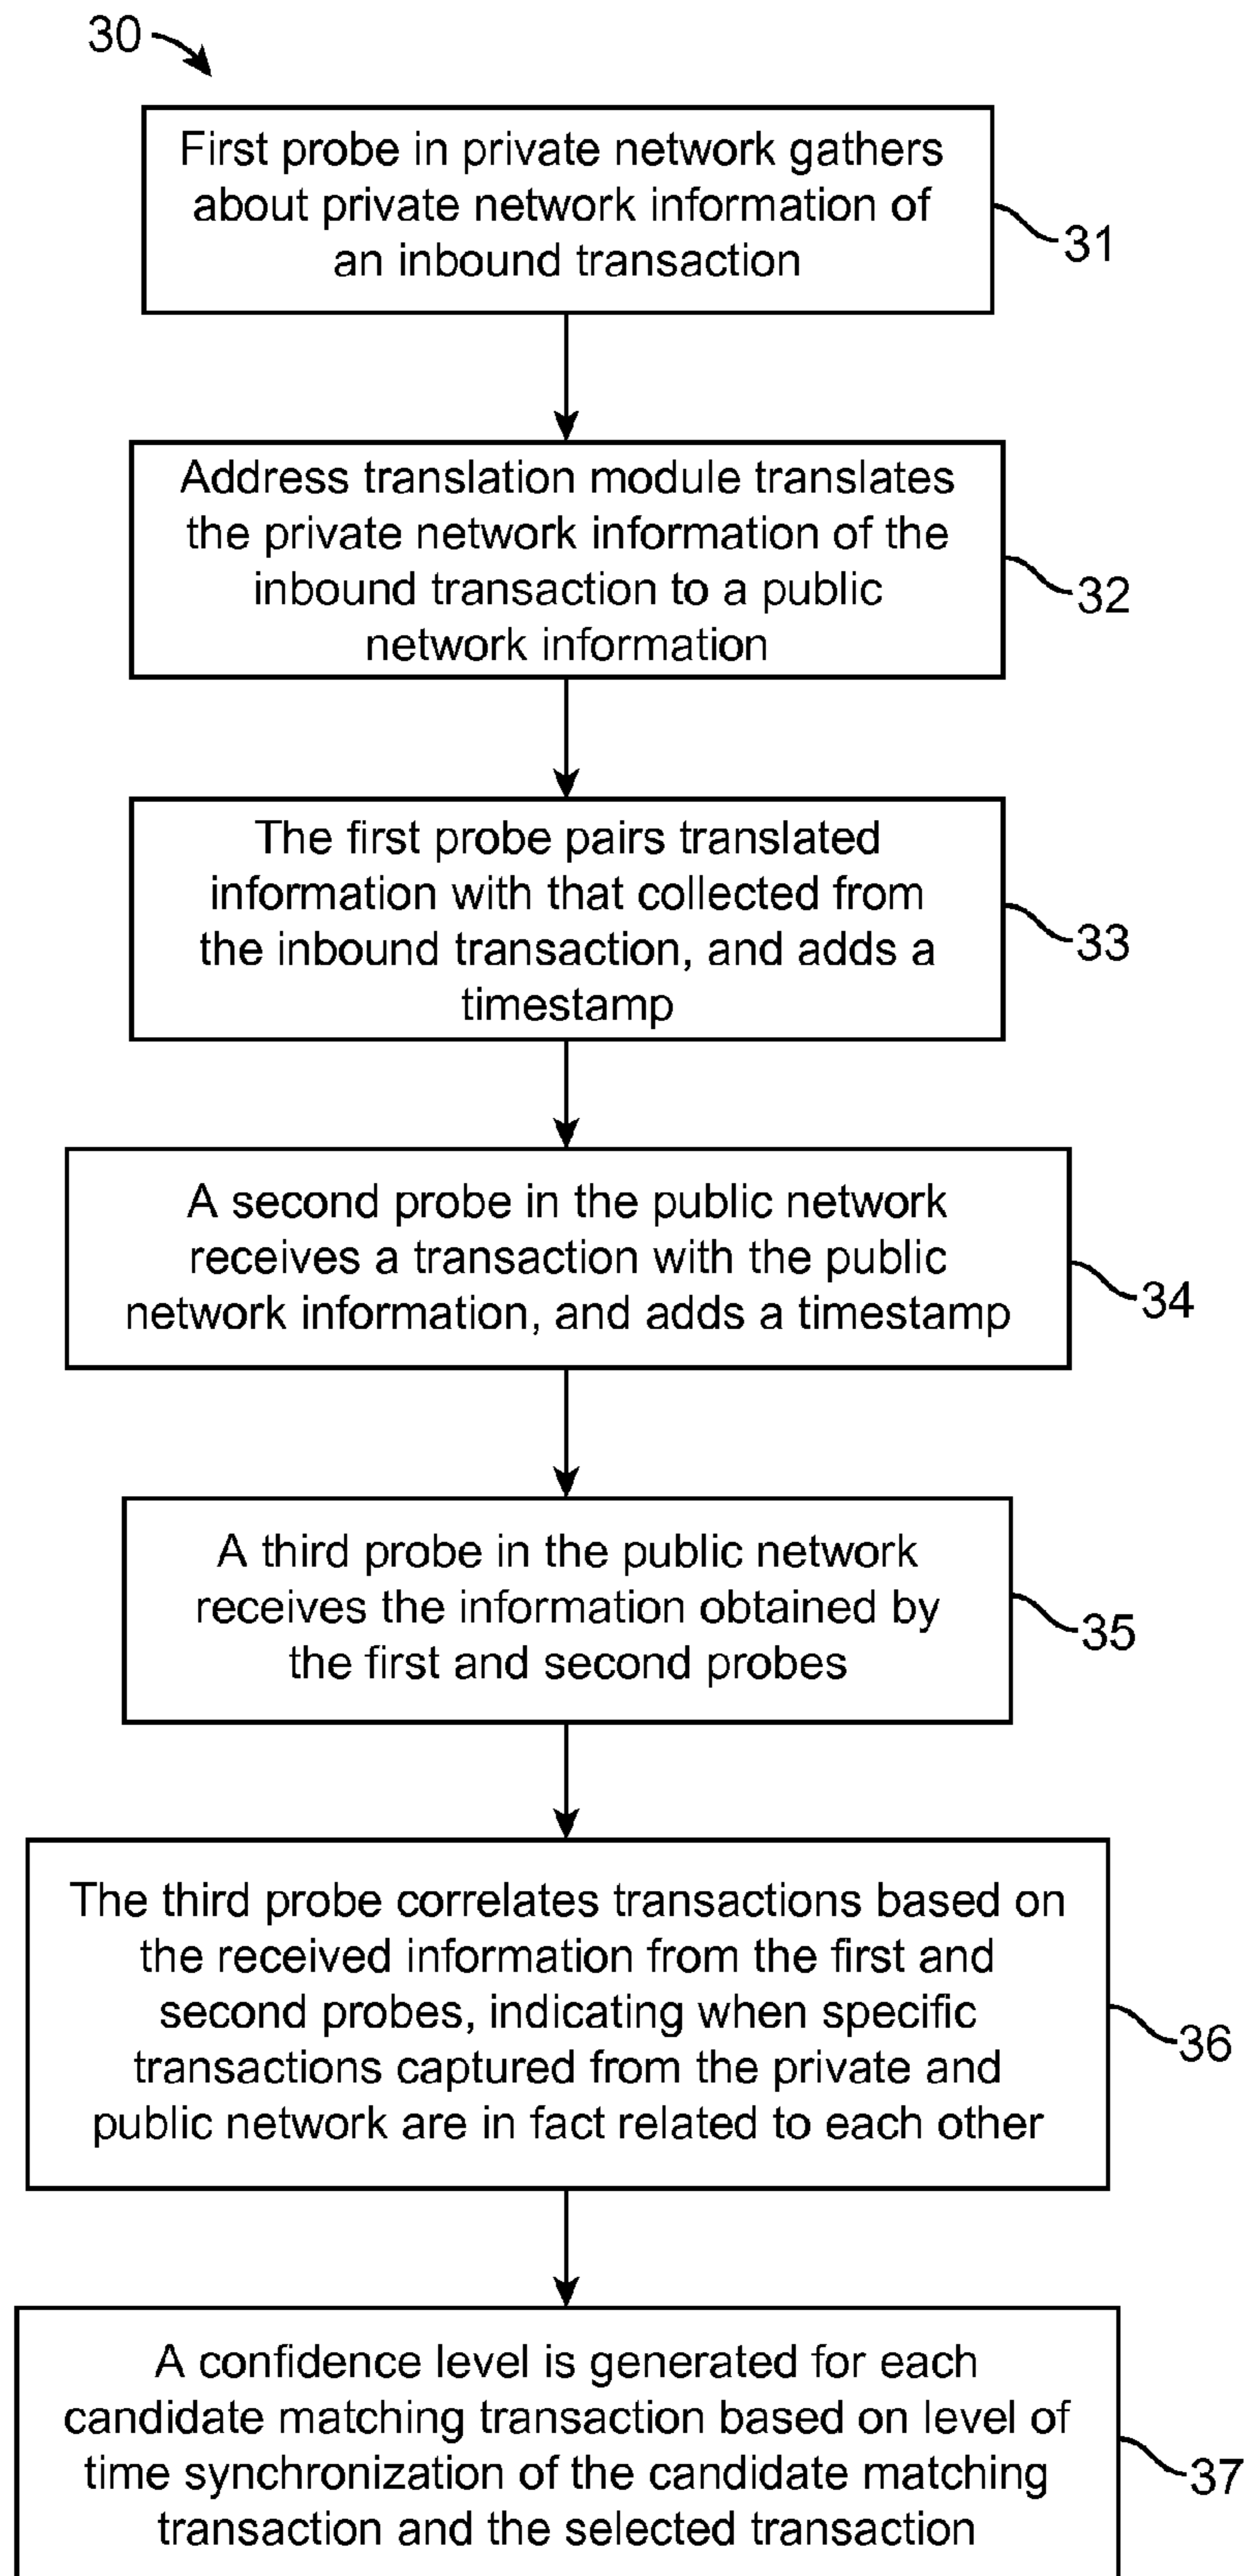 30
First probe in private network gathers
about private network information of
an inbound transaction
31
Address translation module translates
the private network information of the
inbound transaction to a public
network information
32
The first probe pairs translated
information with that collected from
the inbound transaction, and adds a
timestamp
33
A second probe in the public network
receives a transaction with the public
network information, and adds a timestamp
34
A third probe in the public network
receives the information obtained by
the first and second probes
35
The third probe correlates transactions based on
the received information from the first and
second probes, indicating when specific
transactions captured from the private and
public network are in fact related to each other
36
A confidence level is generated for each
candidate matching transaction based on level of
time synchronization of the candidate matching
transaction and the selected transaction
37